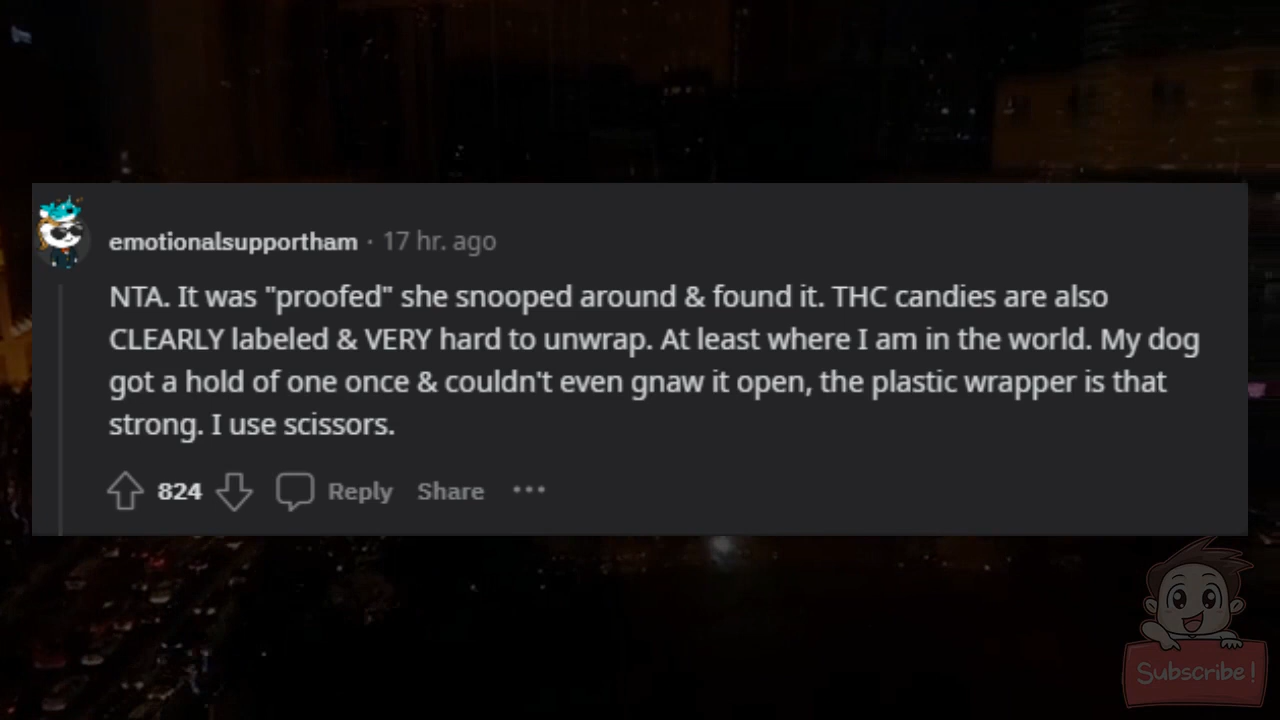 emotionalsupportham · 17 hr. ago
NTA. It was "proofed" she snooped around & found it. THC candies are also
CLEARLY labeled & VERY hard to unwrap. At least where I am in the world. My dog
got a hold of one once & couldn't even gnaw it open, the plastic wrapper is that
strong. I use scissors.
824 Reply Share ...
Subscribe!